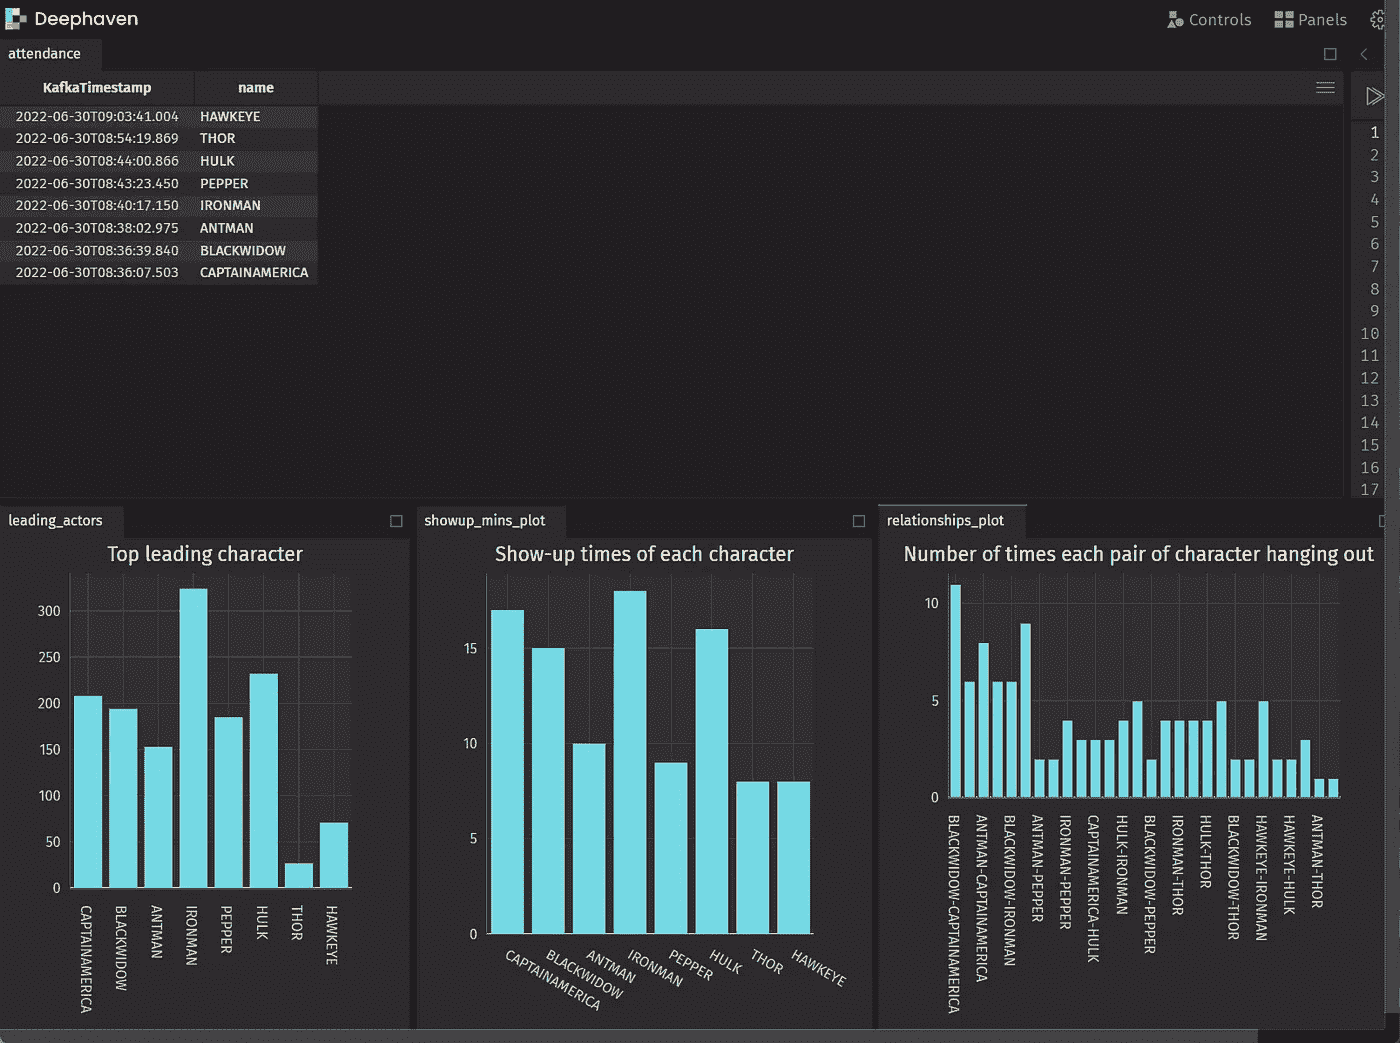 Deephaven
Controls
Panels
attendance
KafkaTimestamp name
2022-06-30T09:03:41.004 HAWKEYE
2022-06-30T08:54:19.869 THOR
2022-06-30T08:44:00.866 HULK
2022-06-30T08:43:23.450 PEPPER
2022-06-30T08:40:17.150 IRONMAN
2022-06-30T08:38:02.975 ANTMAN
2022-06-30T08:36:39.840 BLACKWIDOW
2022-06-30T08:36:07.503 CAPTAINAMERICA
1
2
3
4
5
6
7
8
9
10
11
12
13
14
15
16
17
leading_actors
Top leading character
300
250
200
150
100
50
0
CAPTAINAMERICA
BLACKWIDOW
ANTMAN
IRONMAN
PEPPER
HULK
THOR
HAWKEYE
showup_mins_plot
Show-up times of each character
15
10
5
0
CAPTAINAMERICA
BLACKWIDOW
ANTMAN
IRONMAN
PEPPER
HULK
THOR
HAWKEYE
relationships_plot
Number of times each pair of character hanging out
10
5
0
BLACKWIDOW-CAPTAINAMERICA
ANTMAN-CAPTAINAMERICA
BLACKWIDOW-IRONMAN
ANTMAN-PEPPER
IRONMAN-PEPPER
CAPTAINAMERICA-HULK
HULK-IRONMAN
BLACKWIDOW-PEPPER
IRONMAN-THOR
HULK-THOR
BLACKWIDOW-THOR
HAWKEYE-IRONMAN
HAWKEYE-HULK
ANTMAN-THOR